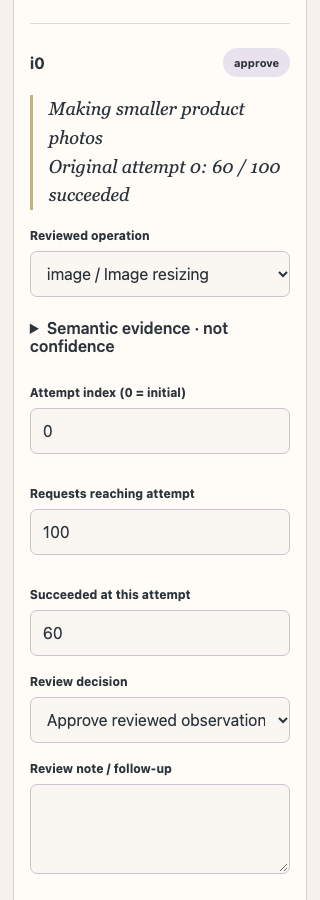 i0
approve
Making smaller product
photos
Original attempt 0: 60 / 100
succeeded
Reviewed operation
image / Image resizing
Semantic evidence · not
confidence
Attempt index (0 = initial)
0
Requests reaching attempt
100
Succeeded at this attempt
60
Review decision
Approve reviewed observation
Review note / follow-up